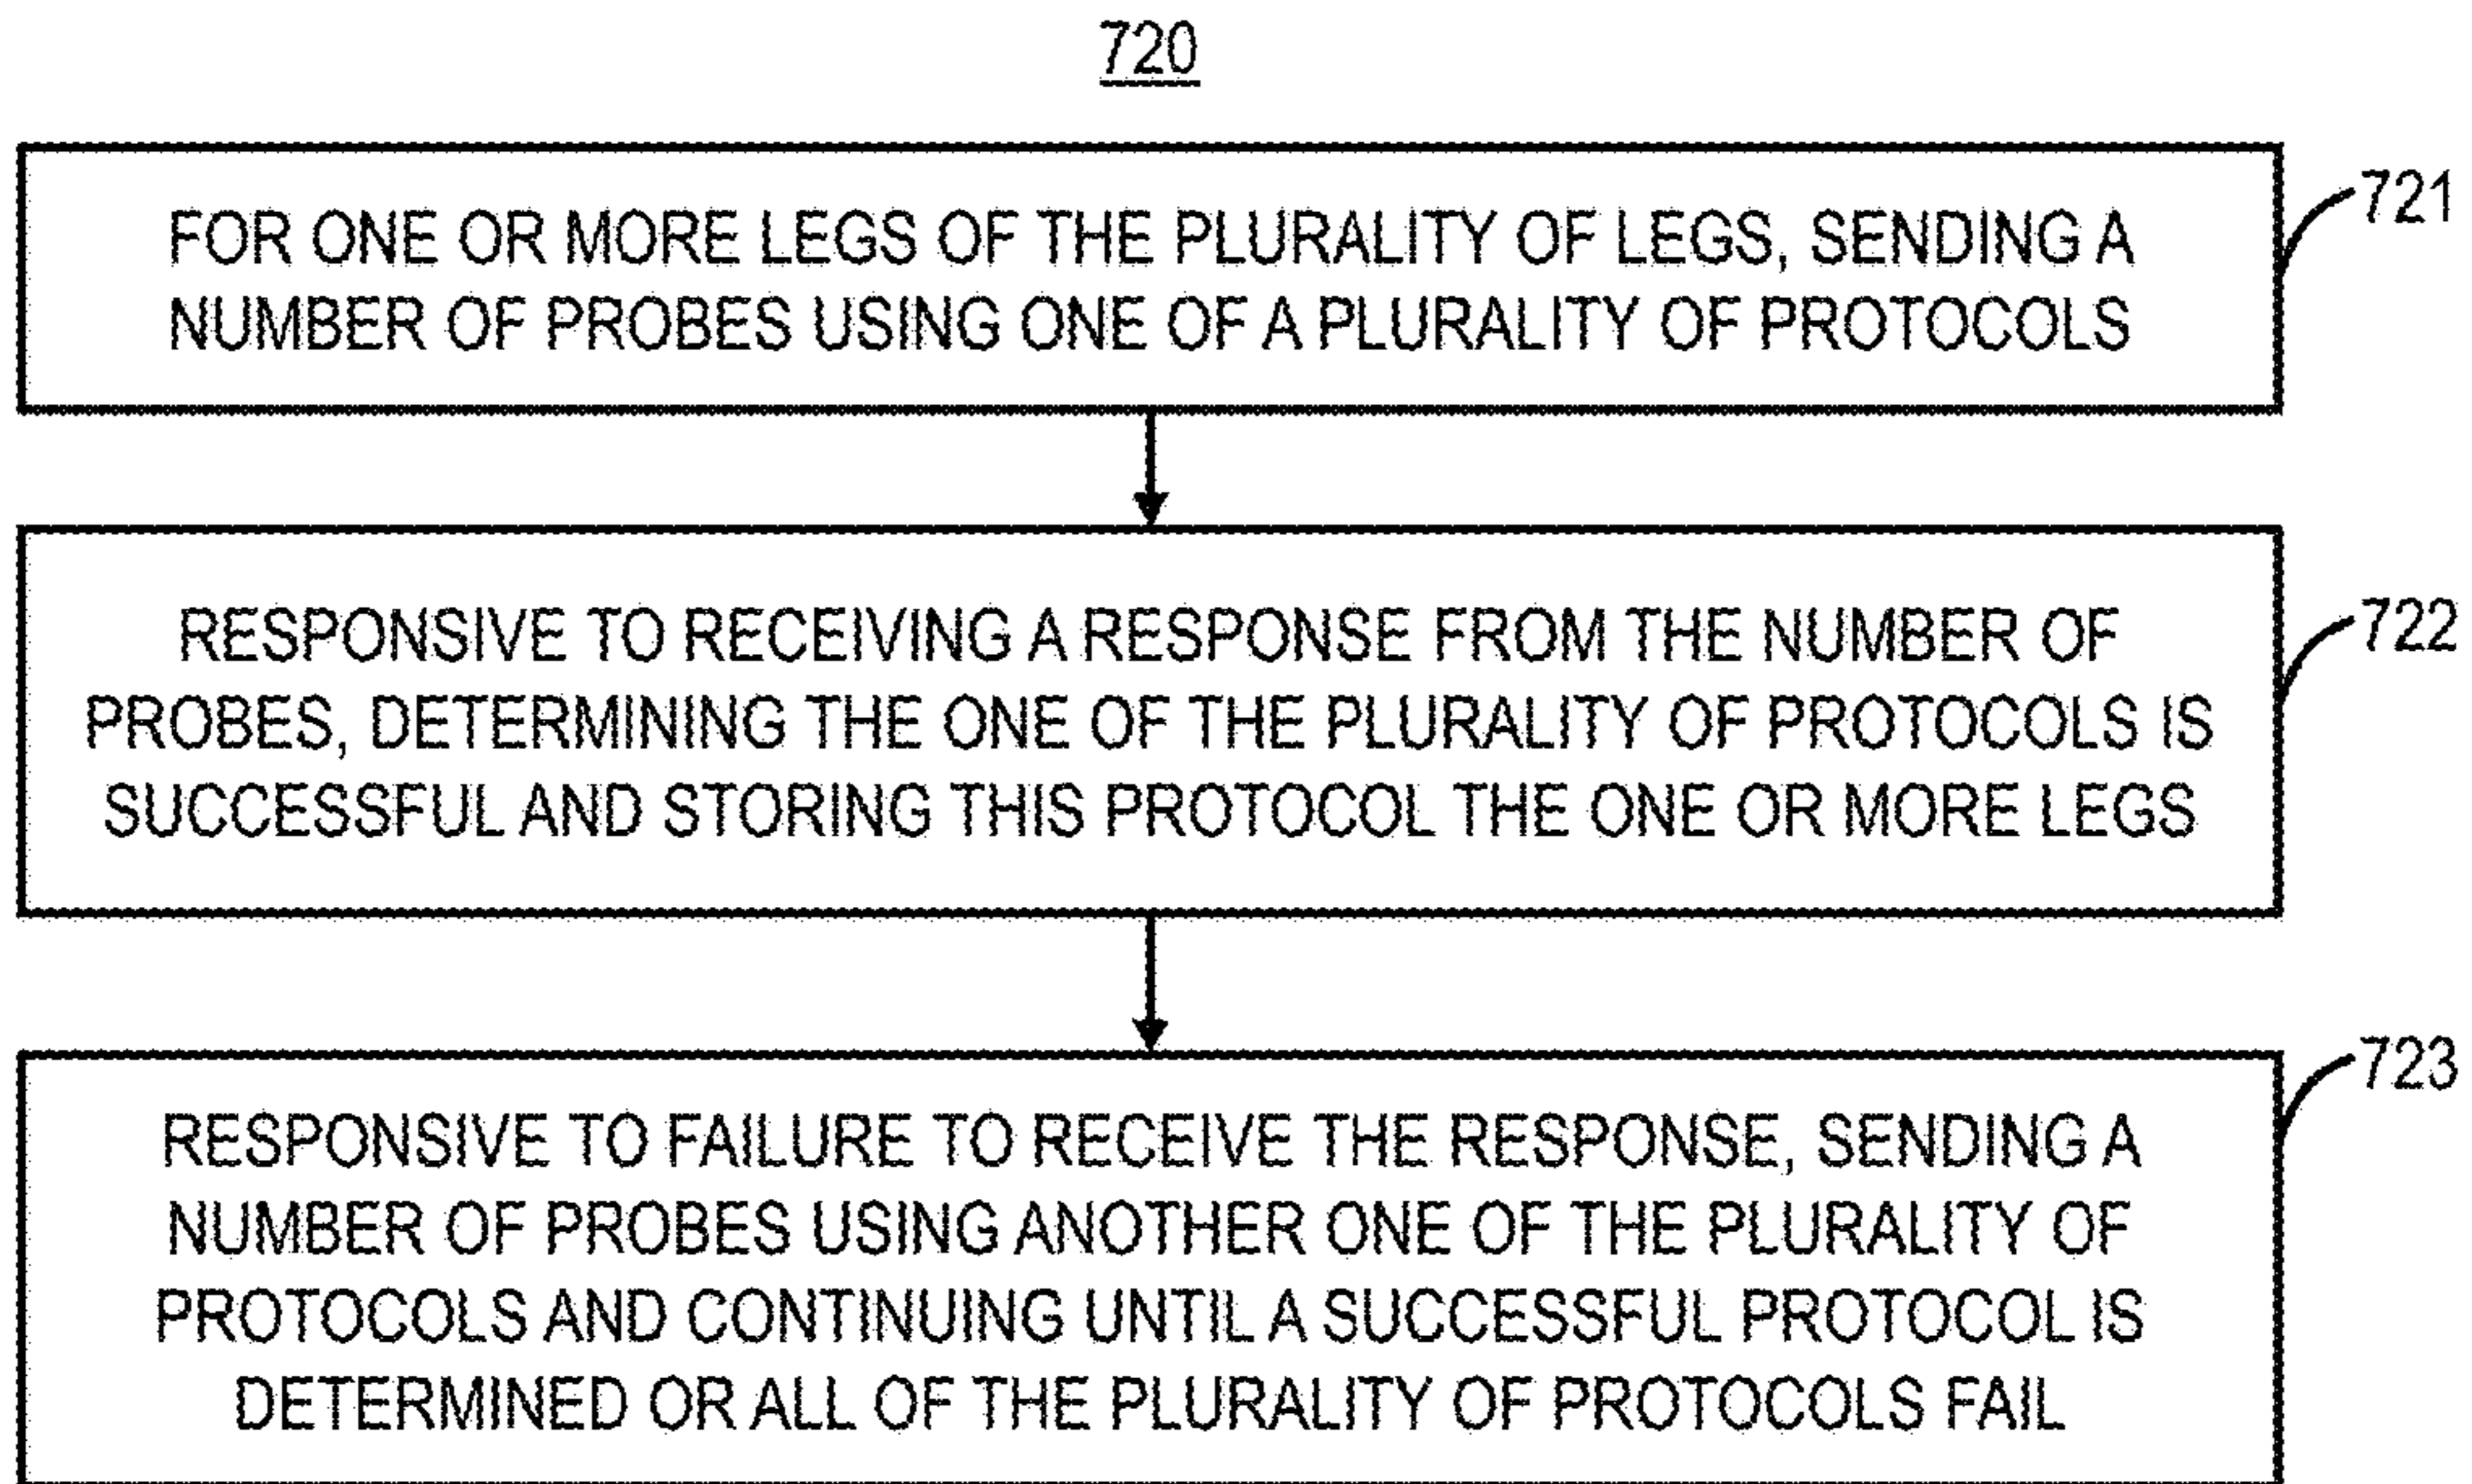 720
FOR ONE OR MORE LEGS OF THE PLURALITY OF LEGS, SENDING A
NUMBER OF PROBES USING ONE OF A PLURALITY OF PROTOCOLS
721
RESPONSIVE TO RECEIVING A RESPONSE FROM THE NUMBER OF
PROBES, DETERMINING THE ONE OF THE PLURALITY OF PROTOCOLS IS
SUCCESSFUL AND STORING THIS PROTOCOL THE ONE OR MORE LEGS
722
RESPONSIVE TO FAILURE TO RECEIVE THE RESPONSE, SENDING A
NUMBER OF PROBES USING ANOTHER ONE OF THE PLURALITY OF
PROTOCOLS AND CONTINUING UNTIL A SUCCESSFUL PROTOCOL IS
DETERMINED OR ALL OF THE PLURALITY OF PROTOCOLS FAIL
723